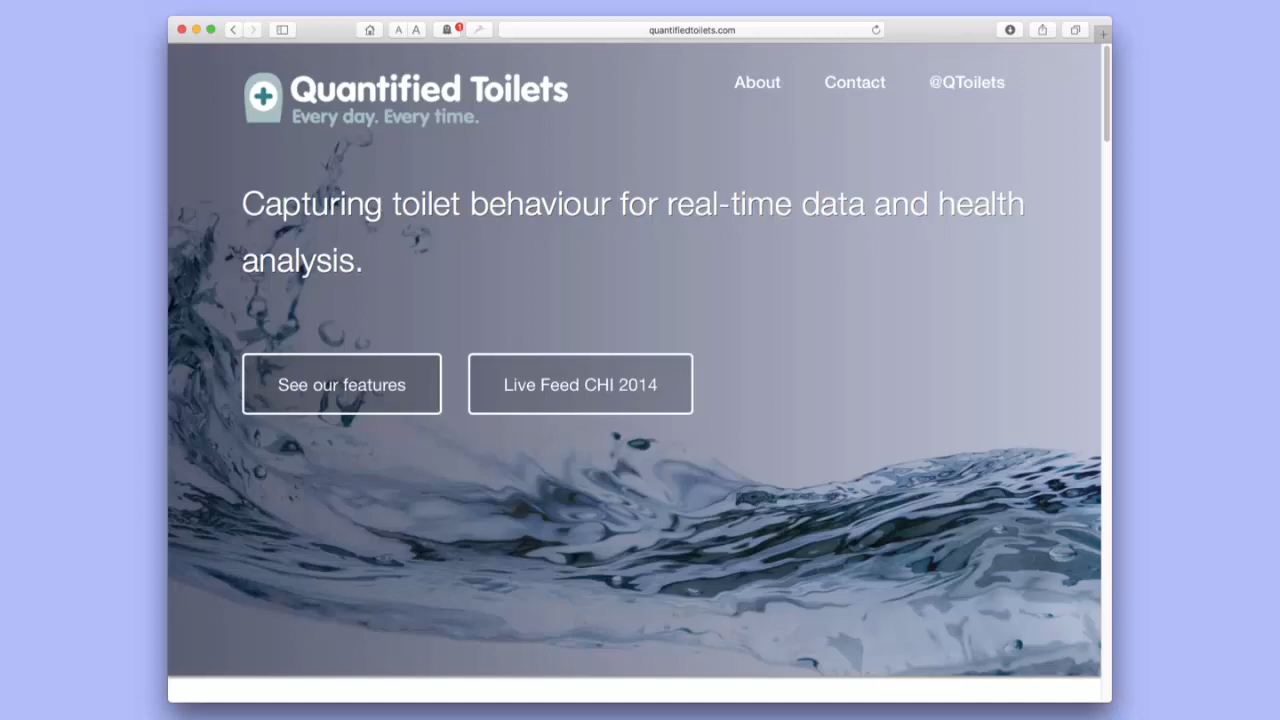 A A
1
quantifiedtoilets.com
Quantified Toilets
Every day. Every time.
About
Contact
@QToilets
Capturing toilet behaviour for real-time data and health
analysis.
See our features
Live Feed CHI 2014